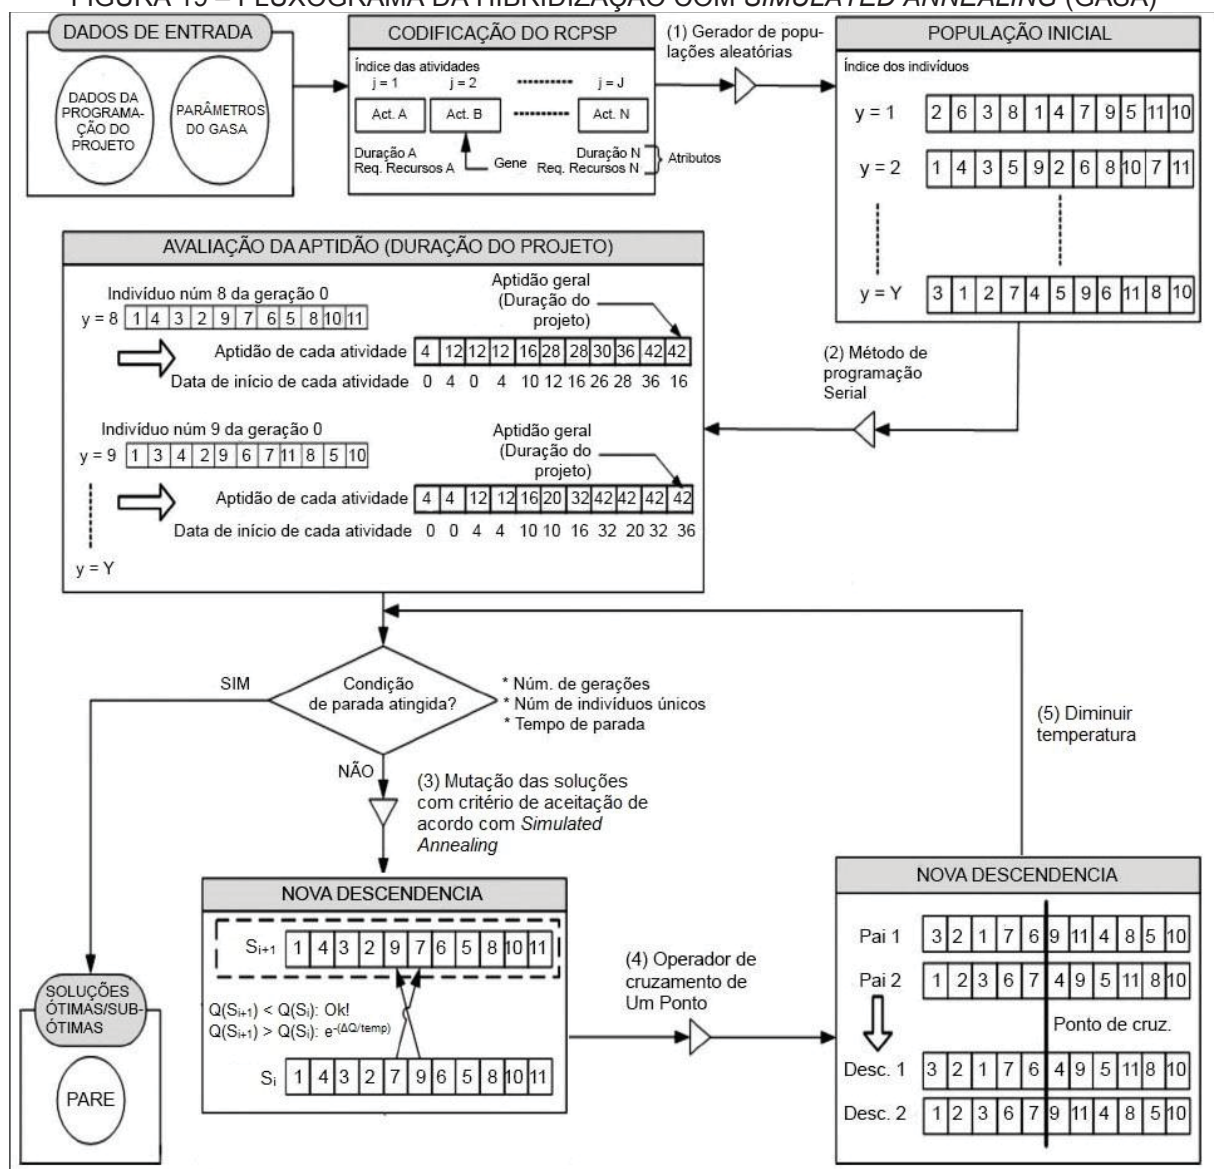 FIGURA 19 – FLUXOGRAMA DA HIBRIDIZAÇÃO COM SIMULATED ANNEALING (GASA)
DADOS DE ENTRADA
DADOS DA
PROGRAMA-
ÇÃO DO
PROJETO
PARÂMETROS
DO GASA
CODIFICAÇÃO DO RCPSP
Índice das atividades
j = 1 j = 2 j = J
Act. A Act. B Act. N
Duração A
Req. Recursos A
Gene
Duração N
Req. Recursos N
Atributos
(1) Gerador de popu-
lações aleatórias
POPULAÇÃO INICIAL
Índice dos indivíduos
y = 1 2 6 3 8 1 4 7 9 5 11 10
y = 2 1 4 3 5 9 2 6 8 10 7 11
y = Y 3 1 2 7 4 5 9 6 11 8 10
(2) Método de
programação
Serial
AVALIAÇÃO DA APTIDÃO (DURAÇÃO DO PROJETO)
Indivíduo núm 8 da geração 0
y = 8 1 4 3 2 9 7 6 5 8 10 11
Aptidão geral
(Duração do
projeto)
Aptidão de cada atividade 4 12 12 12 16 28 28 30 36 42 42
Data de início de cada atividade 0 4 0 4 10 12 16 26 28 36 16
Indivíduo núm 9 da geração 0
y = 9 1 3 4 2 9 6 7 11 8 5 10
Aptidão geral
(Duração do
projeto)
Aptidão de cada atividade 4 4 12 12 16 20 32 42 42 42 42
Data de início de cada atividade 0 0 4 4 10 10 16 32 20 32 36
y = Y
SIM
Condição
de parada atingida?
* Núm. de gerações
* Núm de indivíduos únicos
* Tempo de parada
NÃO
(3) Mutação das soluções
com critério de aceitação de
acordo com Simulated
Annealing
(5) Diminuir
temperatura
NOVA DESCENDENCIA
Si+1 1 4 3 2 9 7 6 5 8 10 11
Q(Si+1) < Q(Si): Ok!
Q(Si+1) > Q(Si): e-(ΔQ/temp)
Si 1 4 3 2 7 9 6 5 8 10 11
(4) Operador de
cruzamento de
Um Ponto
NOVA DESCENDENCIA
Pai 1 3 2 1 7 6 9 11 4 8 5 10
Pai 2 1 2 3 6 7 4 9 5 11 8 10
Ponto de cruz.
Desc. 1 3 2 1 7 6 4 9 5 11 8 10
Desc. 2 1 2 3 6 7 9 11 4 8 5 10
SOLUÇÕES
ÓTIMAS/SUB-
ÓTIMAS
PARE